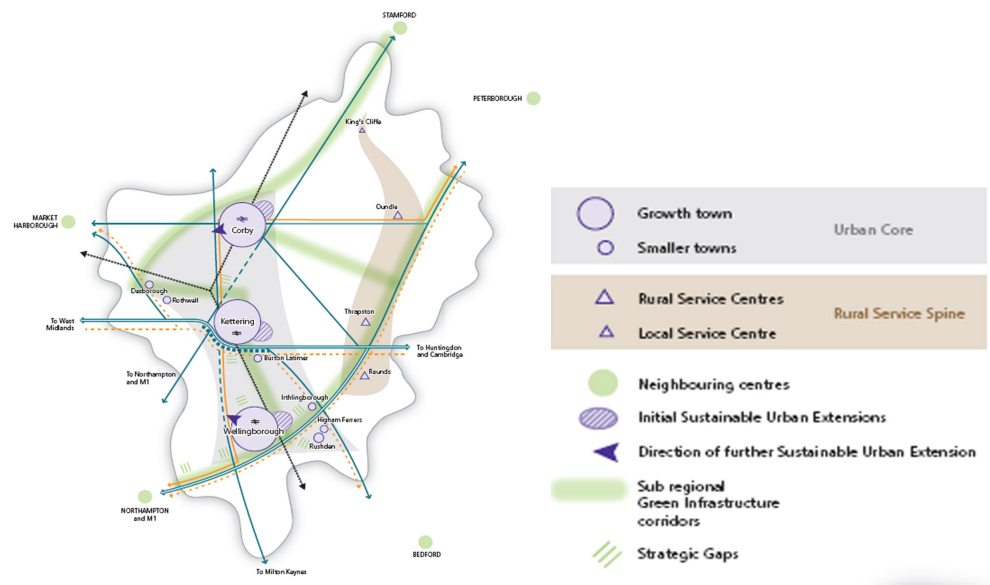 STAMFORD
PETERBOROUGH
King's Cliffe
Oundle
MARKET
HARBOROUGH
Corby
Desborough
Rothwell
Thrapston
Kettering
To West
Midlands
To Huntingdon
and Cambridge
Burton Latimer
To Northampton
and M1
Raunds
Irthlingborough
Higham Ferrers
Wellingborough
Rushden
NORTHAMPTON
and M1
BEDFORD
To Milton Keynes
Growth town
Urban Core
Smaller towns
Rural Service Centres
Rural Service Spine
Local Service Centre
Neighbouring centres
Initial Sustainable Urban Extensions
Direction of further Sustainable Urban Extension
Sub regional
Green Infrastructure
corridors
Strategic Gaps